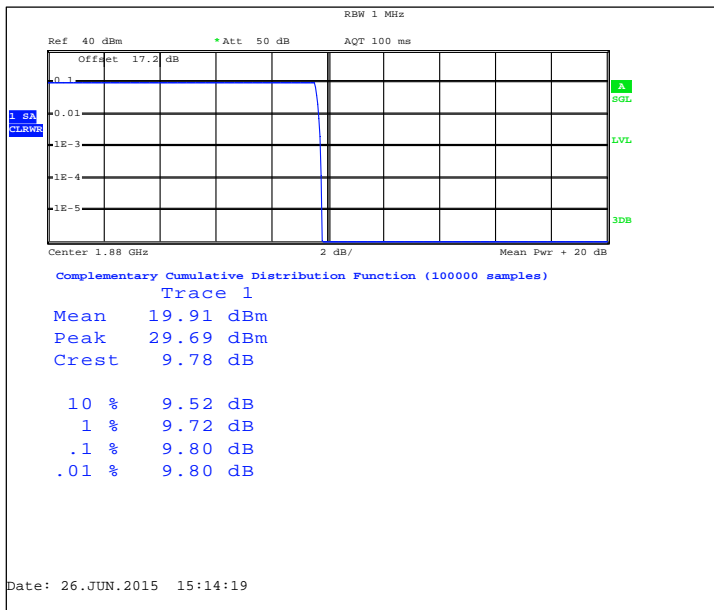 RBW 1 MHz
Ref 40 dBm *Att 50 dB AQT 100 ms
Offset 17.2 dB
0.1
A
SGL
0.01
1 SA
CLRWR
1E-3
LVL
1E-4
1E-5
3DB
Center 1.88 GHz 2 dB/ Mean Pwr + 20 dB
Complementary Cumulative Distribution Function (100000 samples)
Trace 1
Mean 19.91 dBm
Peak 29.69 dBm
Crest 9.78 dB
10 % 9.52 dB
1 % 9.72 dB
.1 % 9.80 dB
.01 % 9.80 dB
Date: 26.JUN.2015 15:14:19